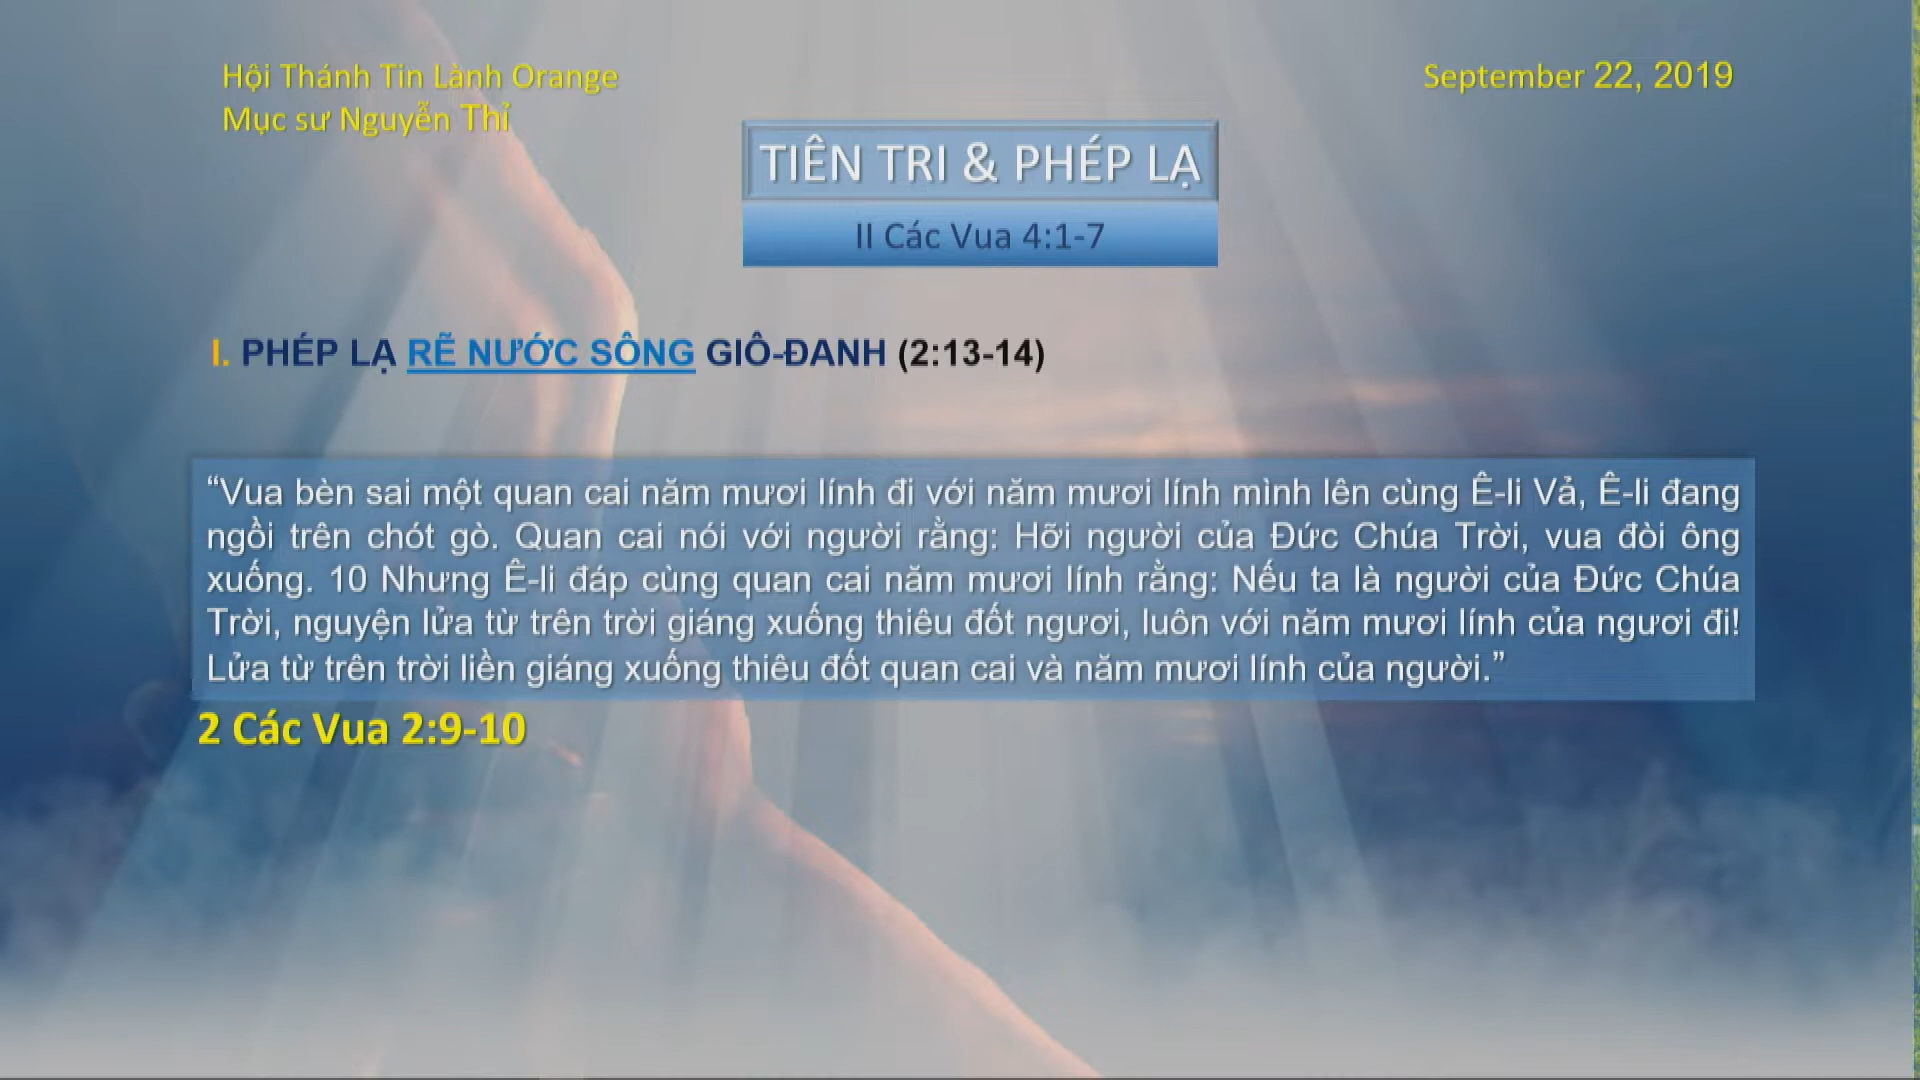 Hội Thánh Tin Lành Orange
Mục sư Nguyễn Thỉ
September 22, 2019
TIÊN TRI & PHÉP LẠ
II Các Vua 4:1-7
I. PHÉP LẠ RẼ NƯỚC SÔNG GIÔ-ĐANH (2:13-14)
“Vua bèn sai một quan cai năm mươi lính đi với năm mươi lính mình lên cùng Ê-li Vả, Ê-li đang
ngồi trên chót gò. Quan cai nói với người rằng: Hỡi người của Đức Chúa Trời, vua đòi ông
xuống. 10 Nhưng Ê-li đáp cùng quan cai năm mươi lính rằng: Nếu ta là người của Đức Chúa
Trời, nguyện lửa từ trên trời giáng xuống thiêu đốt ngươi, luôn với năm mươi lính của ngươi đi!
Lửa từ trên trời liền giáng xuống thiêu đốt quan cai và năm mươi lính của người.”
2 Các Vua 2:9-10